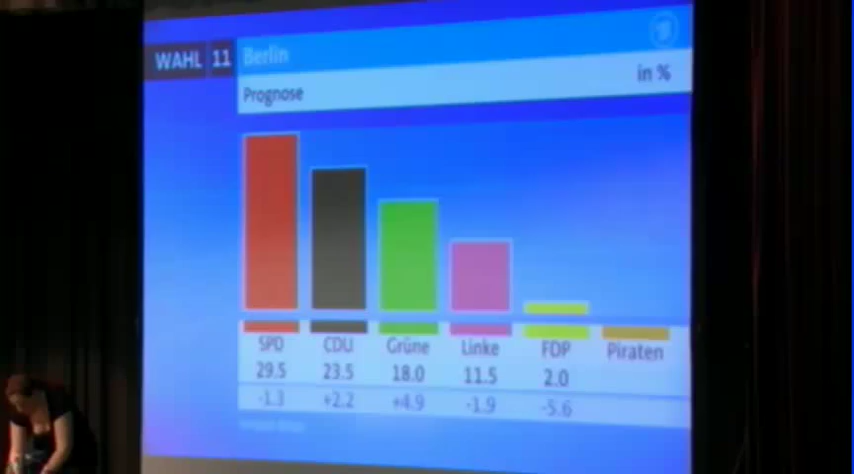 WAHL 11 Berlin
Prognose in %
SPD CDU Grüne Linke FDP Piraten
29.5 23.5 18.0 11.5 2.0
-1.3 +2.2 +4.9 -1.9 -5.6